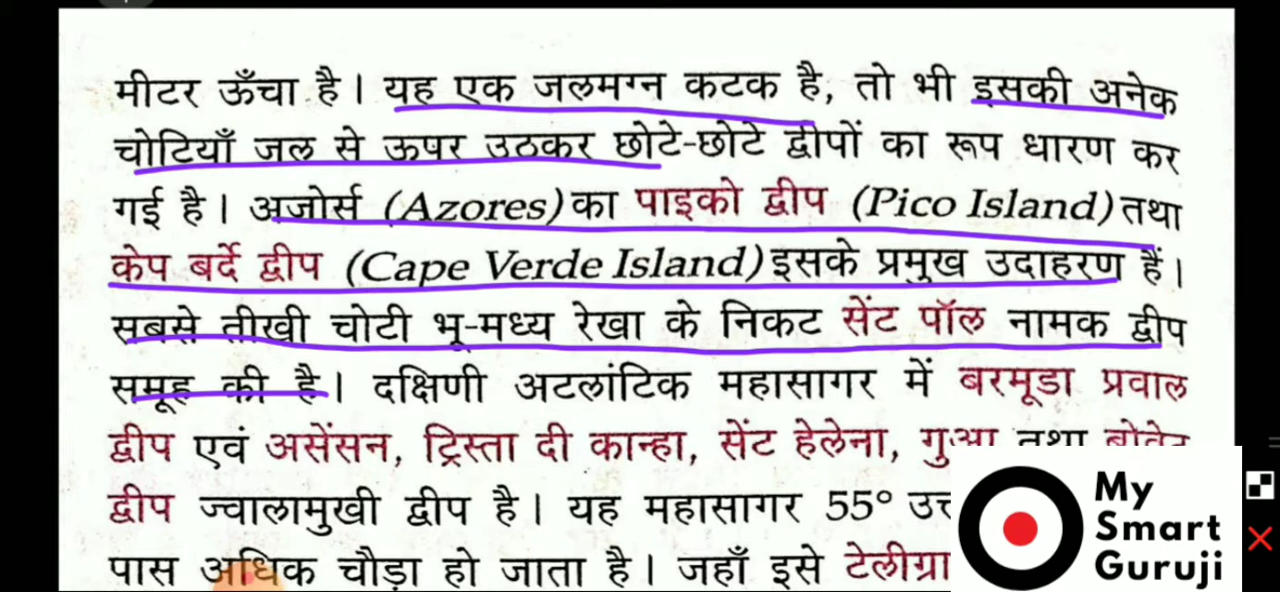 मीटर ऊँचा है। यह एक जलमग्न कटक है, तो भी इसकी अनेक
चोटियाँ जल से ऊपर उठकर छोटे-छोटे द्वीपों का रूप धारण कर
गई है। अजोर्स (Azores) का पाइको द्वीप (Pico Island) तथा
केप बर्दे द्वीप (Cape Verde Island) इसके प्रमुख उदाहरण हैं।
सबसे तीखी चोटी भू-मध्य रेखा के निकट सेंट पॉल नामक द्वीप
समूह की है। दक्षिणी अटलांटिक महासागर में बरमूडा प्रवाल
द्वीप एवं असेंसन, ट्रिस्ता दी कान्हा, सेंट हेलेना, गुआ तथा बोवेट
द्वीप ज्वालामुखी द्वीप है। यह महासागर 55°
पास अधिक चौड़ा हो जाता है। जहाँ इसे
My
Smart
Guruji